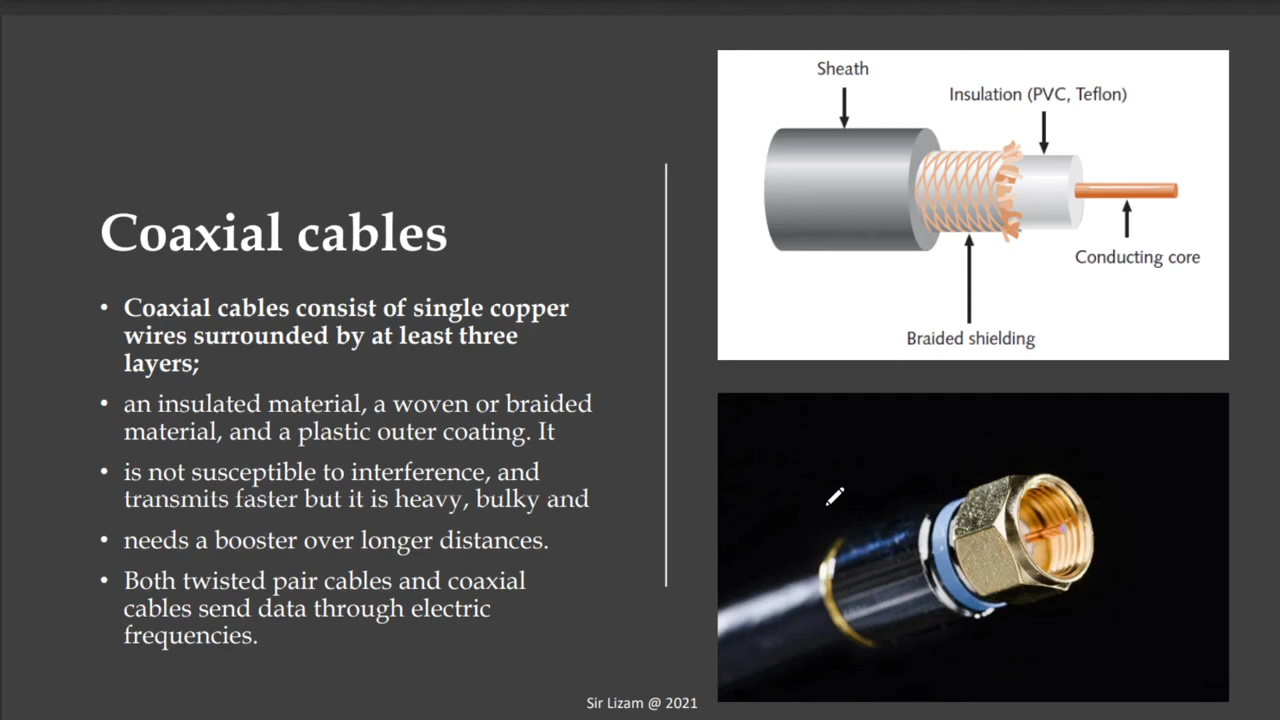 Coaxial cables
• Coaxial cables consist of single copper
wires surrounded by at least three
layers;
• an insulated material, a woven or braided
material, and a plastic outer coating. It
• is not susceptible to interference, and
transmits faster but it is heavy, bulky and
• needs a booster over longer distances.
• Both twisted pair cables and coaxial
cables send data through electric
frequencies.
Sheath
Insulation (PVC, Teflon)
Conducting core
Braided shielding
Sir Lizam @ 2021